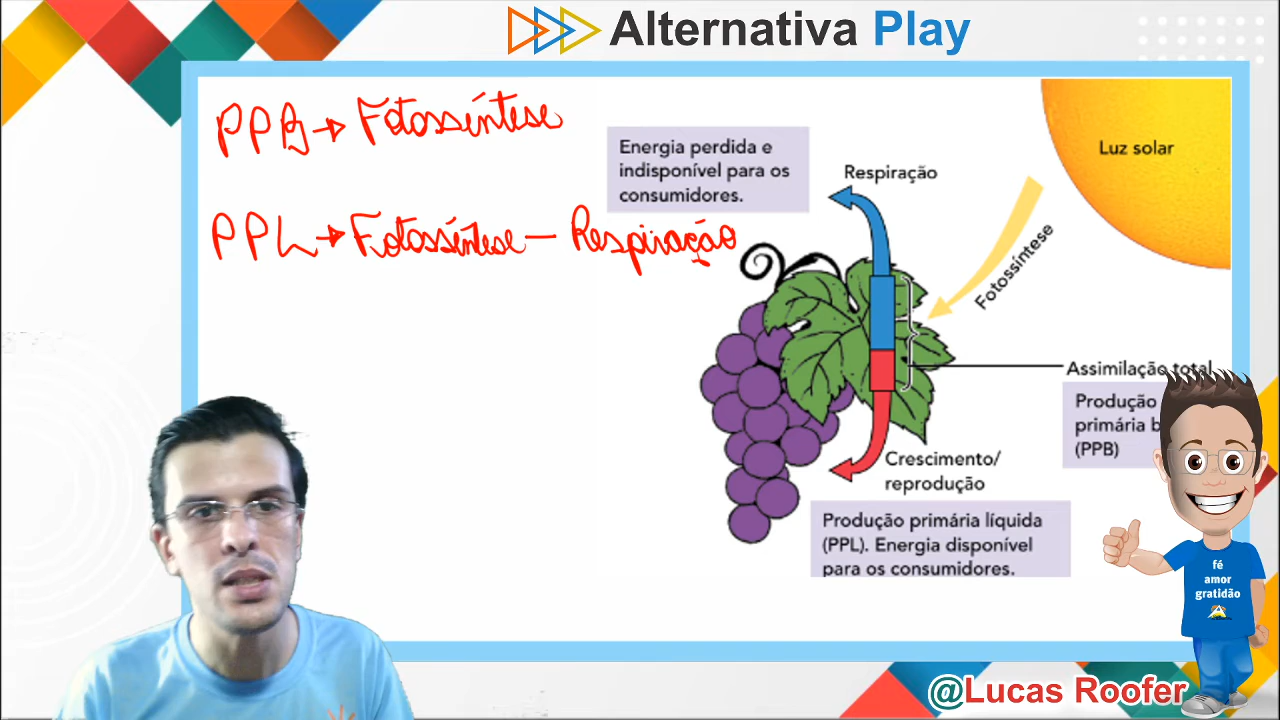 Alternativa Play
PPB → Fotossíntese
PPL → Fotossíntese — Respiração
Energia perdida e
indisponível para os
consumidores.
Respiração
Luz solar
Fotossíntese
Assimilação total
Produção
primária b
(PPB)
Crescimento/
reprodução
Produção primária líquida
(PPL). Energia disponível
para os consumidores.
fé
amor
gratidão
@Lucas Roofer